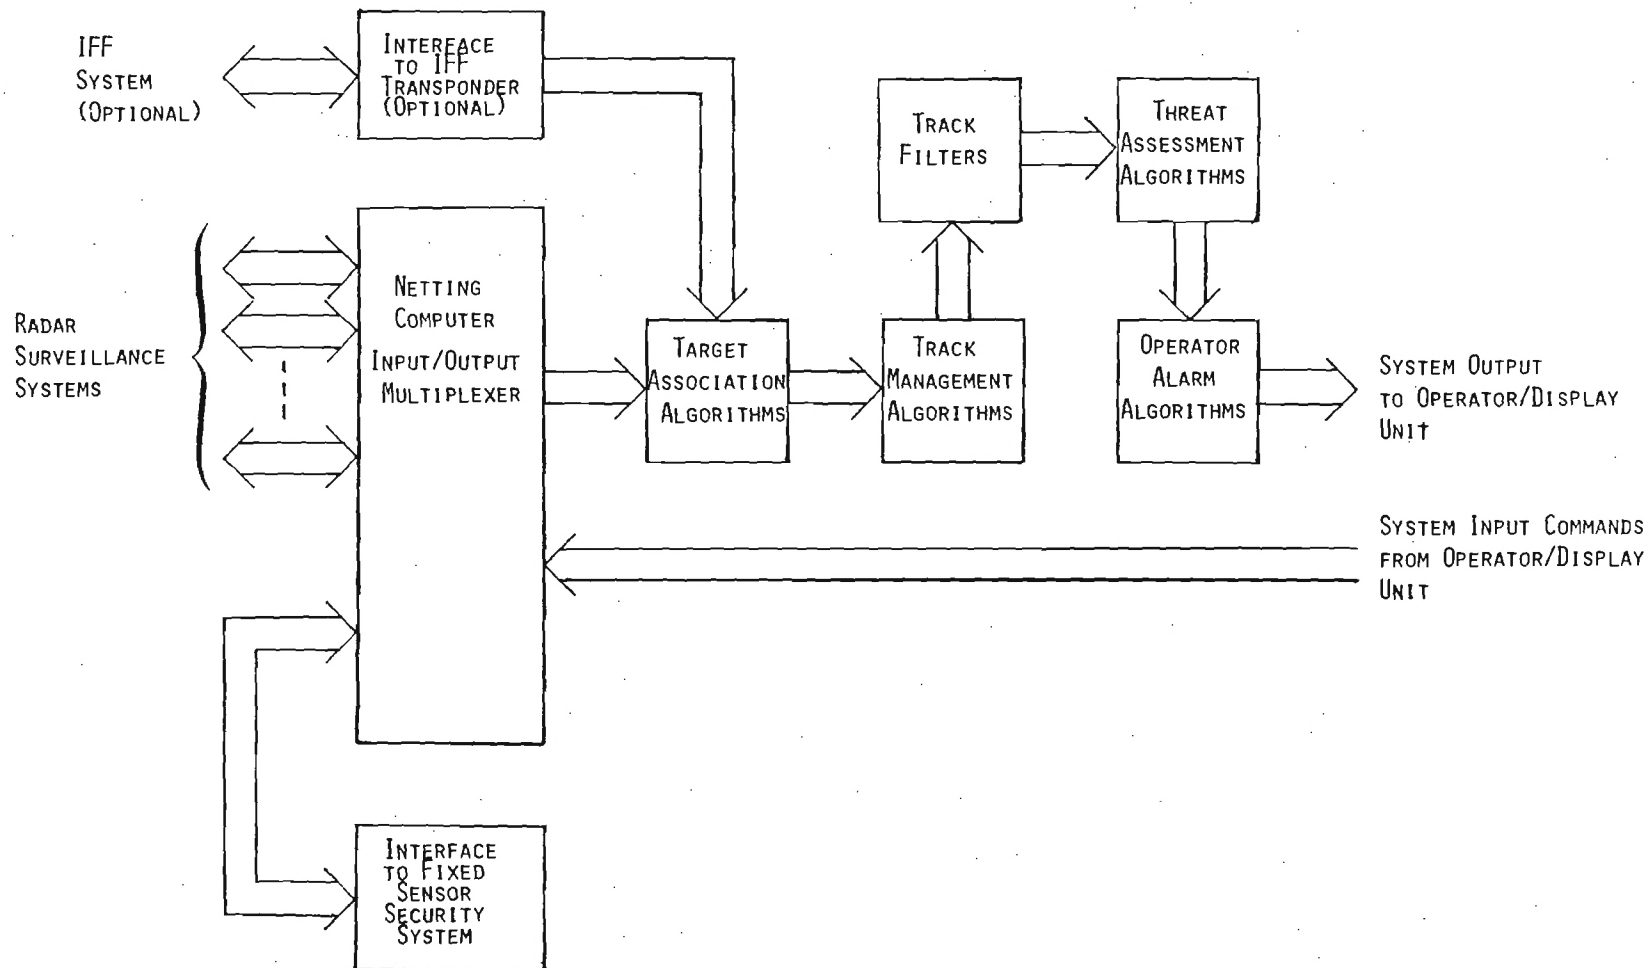 IFF
SYSTEM
(OPTIONAL)
INTERFACE
TO IFF
TRANSPONDER
(OPTIONAL)
TRACK
FILTERS
THREAT
ASSESSMENT
ALGORITHMS
RADAR
SURVEILLANCE
SYSTEMS
NETTING
COMPUTER
INPUT/OUTPUT
MULTIPLEXER
TARGET
ASSOCIATION
ALGORITHMS
TRACK
MANAGEMENT
ALGORITHMS
OPERATOR
ALARM
ALGORITHMS
SYSTEM OUTPUT
TO OPERATOR/DISPLAY
UNIT
SYSTEM INPUT COMMANDS
FROM OPERATOR/DISPLAY
UNIT
INTERFACE
TO FIXED
SENSOR
SECURITY
SYSTEM